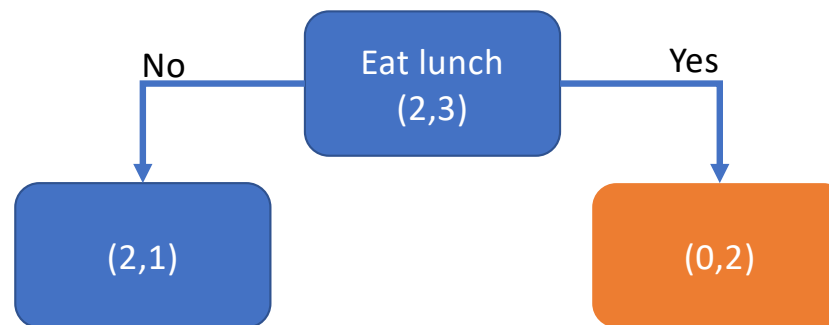 Eat lunch
(2,3)
No
Yes
(2,1)
(0,2)